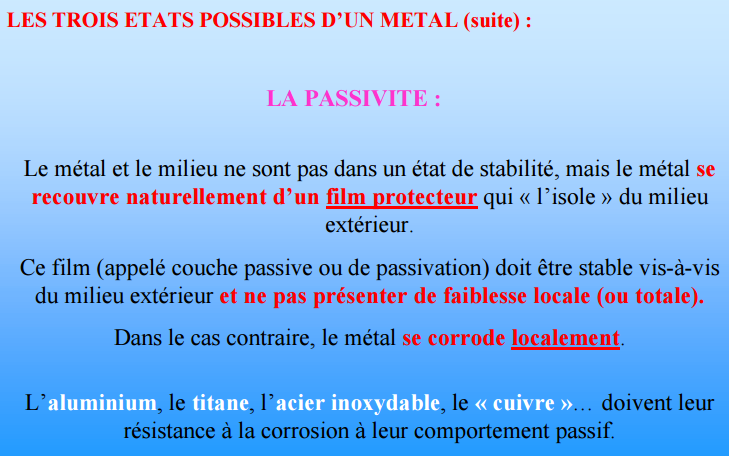 LES TROIS ETATS POSSIBLES D’UN METAL (suite) :
LA PASSIVITE :
Le métal et le milieu ne sont pas dans un état de stabilité, mais le métal se
recouvre naturellement d’un film protecteur qui « l’isole » du milieu
extérieur.
Ce film (appelé couche passive ou de passivation) doit être stable vis-à-vis
du milieu extérieur et ne pas présenter de faiblesse locale (ou totale).
Dans le cas contraire, le métal se corrode localement.
L’aluminium, le titane, l’acier inoxydable, le « cuivre »… doivent leur
résistance à la corrosion à leur comportement passif.